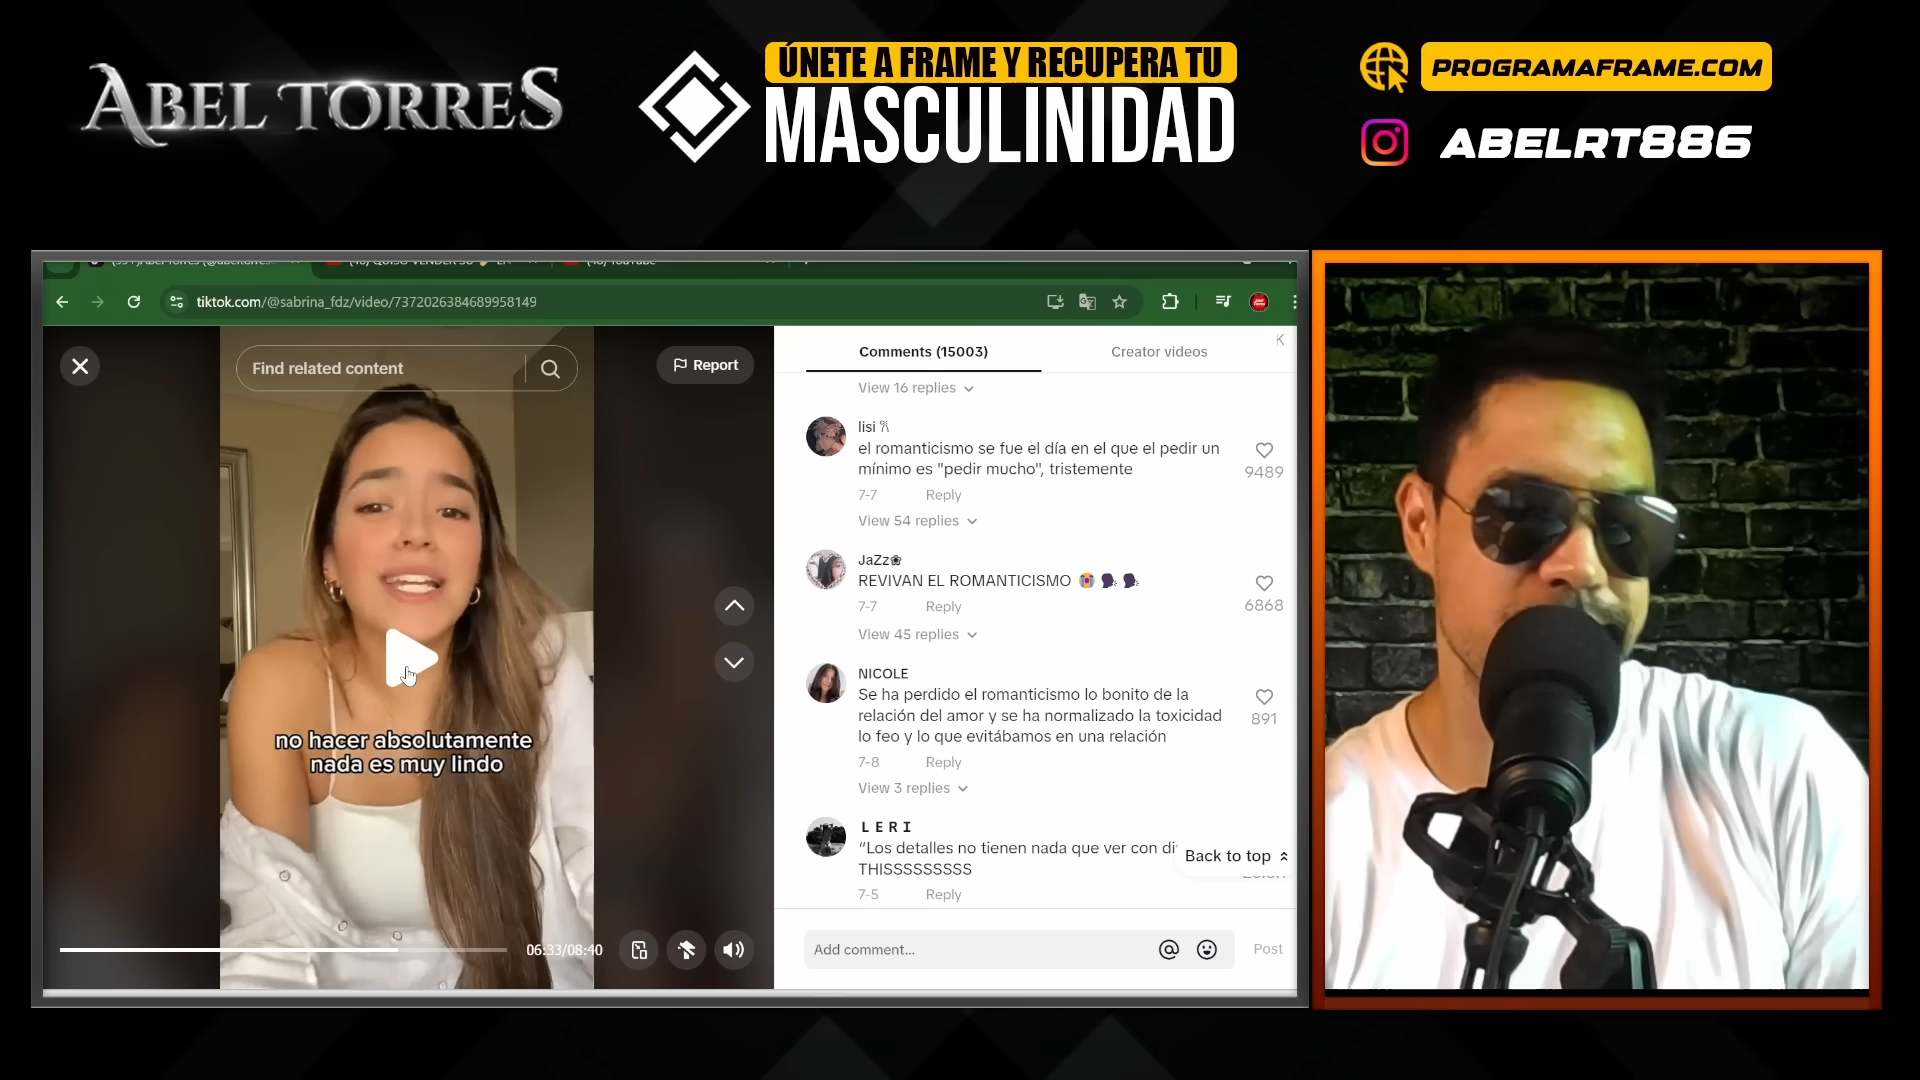 ABEL TORRES
ÚNETE A FRAME Y RECUPERA TU
MASCULINIDAD
PROGRAMAFRAME.COM
ABELRT886
tiktok.com/@sabrina_fdz/video/7372026384689958149
Find related content
Report
no hacer absolutamente
nada es muy lindo
06:33/08:40
Comments (15003)
Creator videos
View 16 replies
lisi
el romanticismo se fue el día en el que el pedir un
mínimo es "pedir mucho", tristemente
9489
7-7 Reply
View 54 replies
JaZz❀
REVIVAN EL ROMANTICISMO 😭 🗣 🗣
6868
7-7 Reply
View 45 replies
NICOLE
Se ha perdido el romanticismo lo bonito de la
relación del amor y se ha normalizado la toxicidad
lo feo y lo que evitábamos en una relación
891
7-8 Reply
View 3 replies
L E R I
“Los detalles no tienen nada que ver con
THISSSSSSSSS
Back to top
7-5 Reply
Add comment...
Post